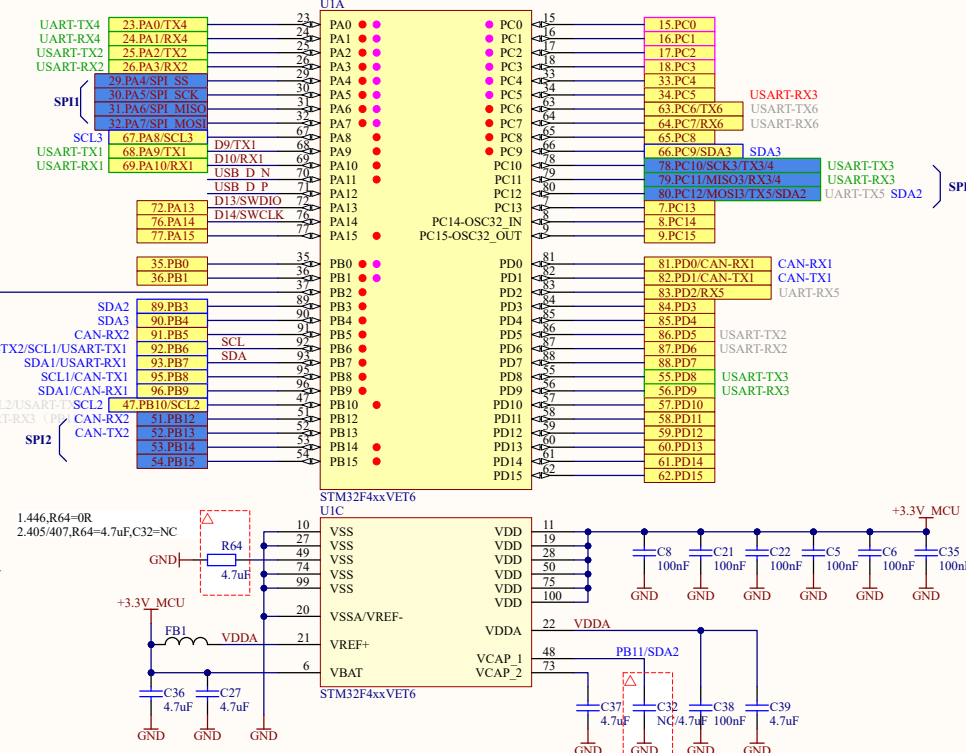 U1A
UART-TX4 23.PA0/TX4 23 PA0 PC0 15 15.PC0
UART-RX4 24.PA1/RX4 24 PA1 PC1 16 16.PC1
USART-TX2 25.PA2/TX2 25 PA2 PC2 17 17.PC2
USART-RX2 26.PA3/RX2 26 PA3 PC3 18 18.PC3
29.PA4/SPI_SS 29 PA4 PC4 33 33.PC4
SPI1 30.PA5/SPI_SCK 30 PA5 PC5 34 34.PC5 USART-RX3
31.PA6/SPI_MISO 31 PA6 PC6 63 63.PC6/TX6 USART-TX6
32.PA7/SPI_MOSI 32 PA7 PC7 64 64.PC7/RX6 USART-RX6
SCL3 67.PA8/SCL3 67 PA8 PC8 65 65.PC8
USART-TX1 68.PA9/TX1 D9/TX1 68 PA9 PC9 66 66.PC9/SDA3 SDA3
USART-RX1 69.PA10/RX1 D10/RX1 69 PA10 PC10 78 78.PC10/SCK3/TX3/4 USART-TX3
USB_D_N 70 PA11 PC11 79 79.PC11/MISO3/RX3/4 USART-RX3
USB_D_P 71 PA12 PC12 80 80.PC12/MOSI3/TX5/SDA2 UART-TX5 SDA2
72.PA13 D13/SWDIO 72 PA13 PC13 7 7.PC13
76.PA14 D14/SWCLK 76 PA14 PC14-OSC32_IN 8 8.PC14
77.PA15 77 PA15 PC15-OSC32_OUT 9 9.PC15
35.PB0 35 PB0 PD0 81 81.PD0/CAN-RX1 CAN-RX1
36.PB1 36 PB1 PD1 82 82.PD1/CAN-TX1 CAN-TX1
37 PB2 PD2 83 83.PD2/RX5 UART-RX5
SDA2 89.PB3 89 PB3 PD3 84 84.PD3
SDA3 90.PB4 90 PB4 PD4 85 85.PD4
CAN-RX2 91.PB5 91 PB5 PD5 86 86.PD5 USART-TX2
TX2/SCL1/USART-TX1 92.PB6 SCL 92 PB6 PD6 87 87.PD6 USART-RX2
SDA1/USART-RX1 93.PB7 SDA 93 PB7 PD7 88 88.PD7
SCL1/CAN-TX1 95.PB8 95 PB8 PD8 55 55.PD8 USART-TX3
SDA1/CAN-RX1 96.PB9 96 PB9 PD9 56 56.PD9 USART-RX3
SCL2 47.PB10/SCL2 47 PB10 PD10 57 57.PD10
CAN-RX2 51.PB12 51 PB12 PD11 58 58.PD11
SPI2 CAN-TX2 52.PB13 52 PB13 PD12 59 59.PD12
53.PB14 53 PB14 PD13 60 60.PD13
54.PB15 54 PB15 PD14 61 61.PD14
PD15 62 62.PD15
STM32F4xxVET6
U1C
1.446,R64=0R
2.405/407,R64=4.7uF,C32=NC
+3.3V_MCU
10 VSS VDD 11
27 VSS VDD 19
R64 49 VSS VDD 28 C8 C21 C22 C5 C6 C35
GND 4.7uF 74 VSS VDD 50 100nF 100nF 100nF 100nF 100nF 100nF
99 VSS VDD 75
VDD 100 GND GND GND GND GND GND
+3.3V_MCU 20 VSSA/VREF-
VDDA 22 VDDA
FB1 VDDA 21 VREF+
VCAP_1 48 PB11/SDA2
6 VBAT VCAP_2 73
STM32F4xxVET6
C36 C27 C37 C32 C38 C39
4.7uF 4.7uF 4.7uF NC/4.7uF 100nF 4.7uF
GND GND GND GND GND GND GND